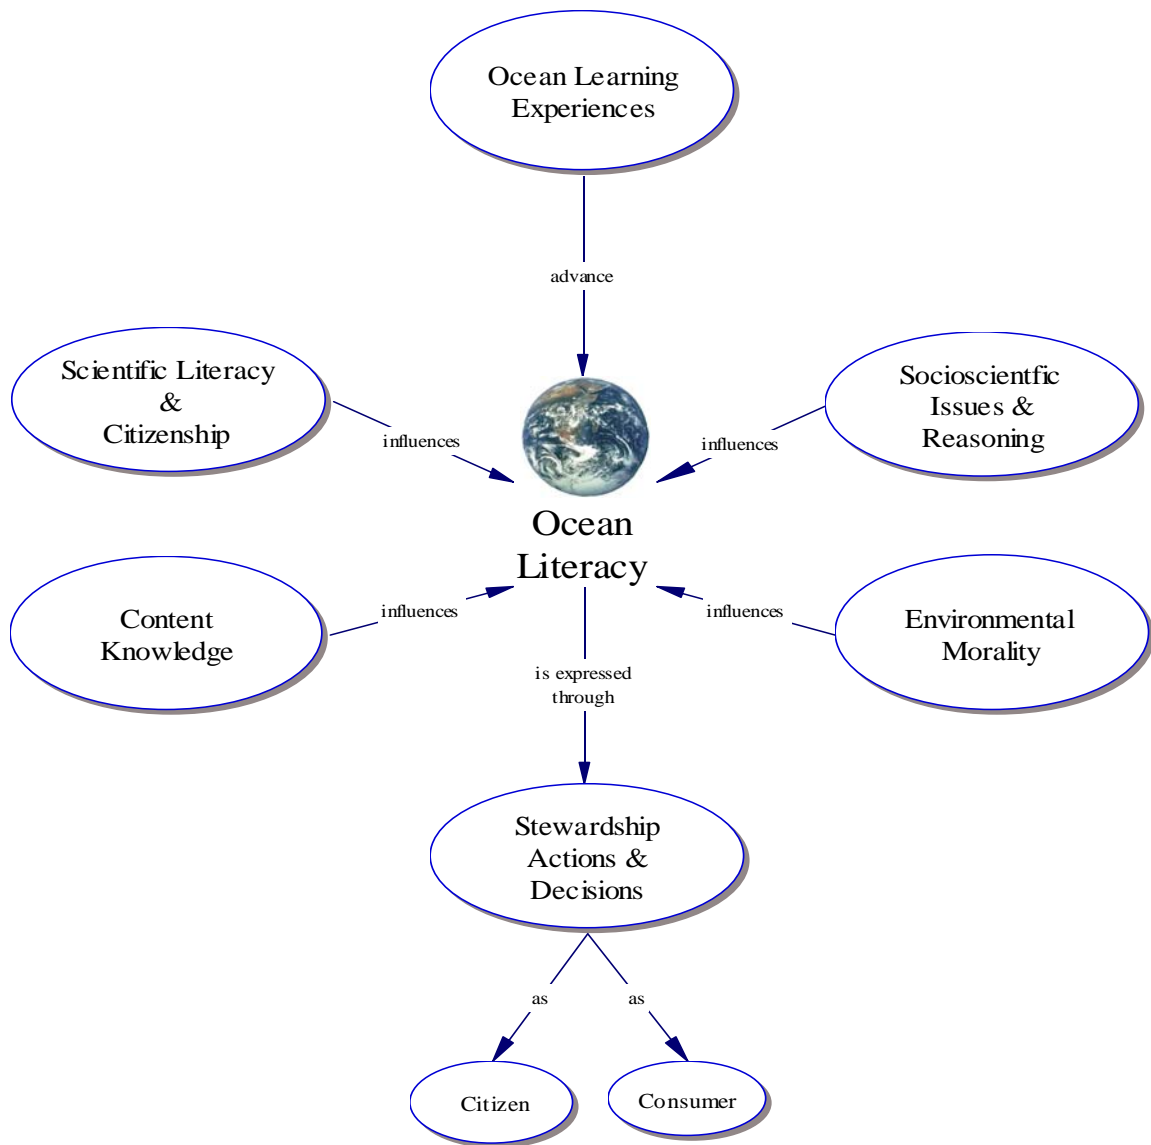 Ocean Learning
Experiences
advance
Scientific Literacy
&
Citizenship
influences
Socioscientfic
Issues &
Reasoning
influences
Ocean
Literacy
Content
Knowledge
influences
Environmental
Morality
influences
is expressed
through
Stewardship
Actions &
Decisions
as
as
Citizen
Consumer